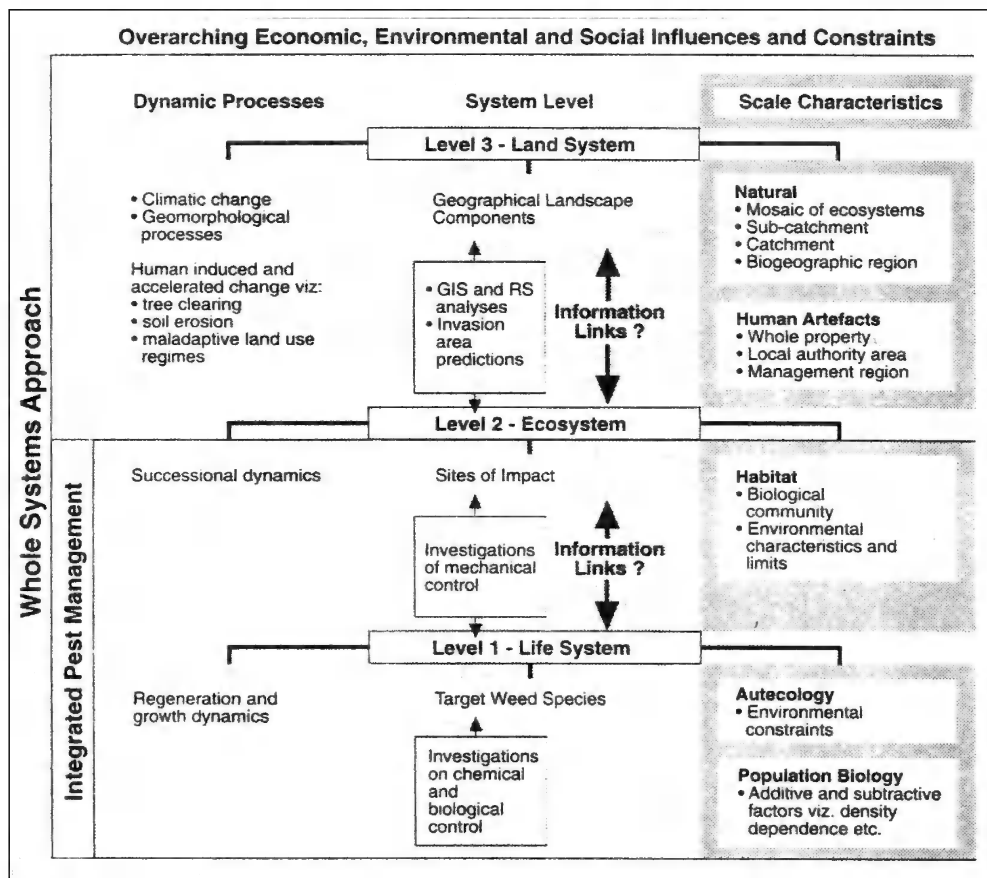 Overarching Economic, Environmental and Social Influences and Constraints
Dynamic Processes
System Level
Scale Characteristics
Level 3 - Land System
• Climatic change
• Geomorphological
processes
Human induced and
accelerated change viz:
• tree clearing
• soil erosion
• maladaptive land use
regimes
Geographical Landscape
Components
• GIS and RS
analyses
• Invasion
area
predictions
Information
Links ?
Natural
• Mosaic of ecosystems
• Sub-catchment
• Catchment
• Biogeographic region
Human Artefacts
• Whole property
• Local authority area
• Management region
Whole Systems Approach
Level 2 - Ecosystem
Integrated Pest Management
Successional dynamics
Sites of Impact
Investigations
of mechanical
control
Information
Links ?
Habitat
• Biological
community
• Environmental
characteristics and
limits
Level 1 - Life System
Regeneration and
growth dynamics
Target Weed Species
Investigations
on chemical
and
biological
control
Autecology
• Environmental
constraints
Population Biology
• Additive and subtractive
factors viz. density
dependence etc.